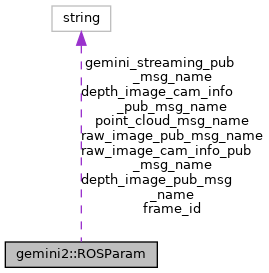 string
gemini_streaming_pub
_msg_name
depth_image_cam_info
_pub_msg_name
point_cloud_msg_name
raw_image_pub_msg_name
raw_image_cam_info_pub
_msg_name
depth_image_pub_msg
_name
frame_id
gemini2::ROSParam